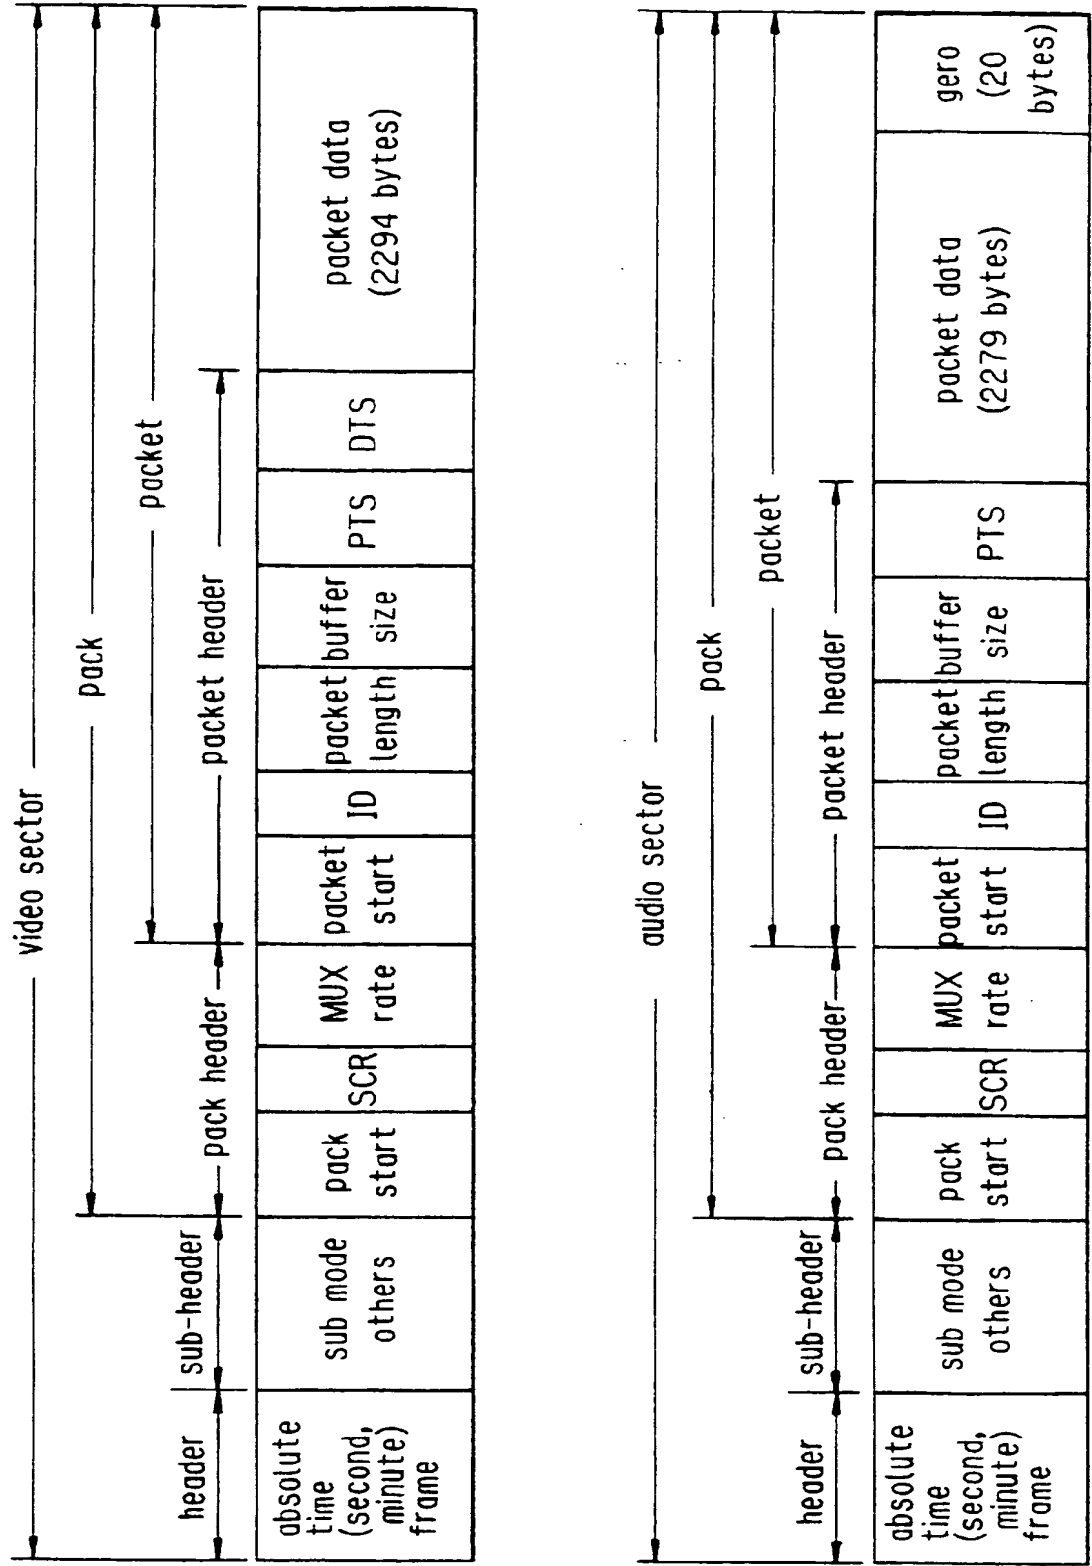 video sector
pack
packet
header
sub-header
pack header
packet header
absolute
time
(second,
minute)
frame
sub mode
others
pack
start
SCR
MUX
rate
packet
start
ID
packet
length
buffer
size
PTS
DTS
packet data
(2294 bytes)
audio sector
pack
packet
header
sub-header
pack header
packet header
absolute
time
(second,
minute)
frame
sub mode
others
pack
start
SCR
MUX
rate
packet
start
ID
packet
length
buffer
size
PTS
packet data
(2279 bytes)
gero
(20
bytes)